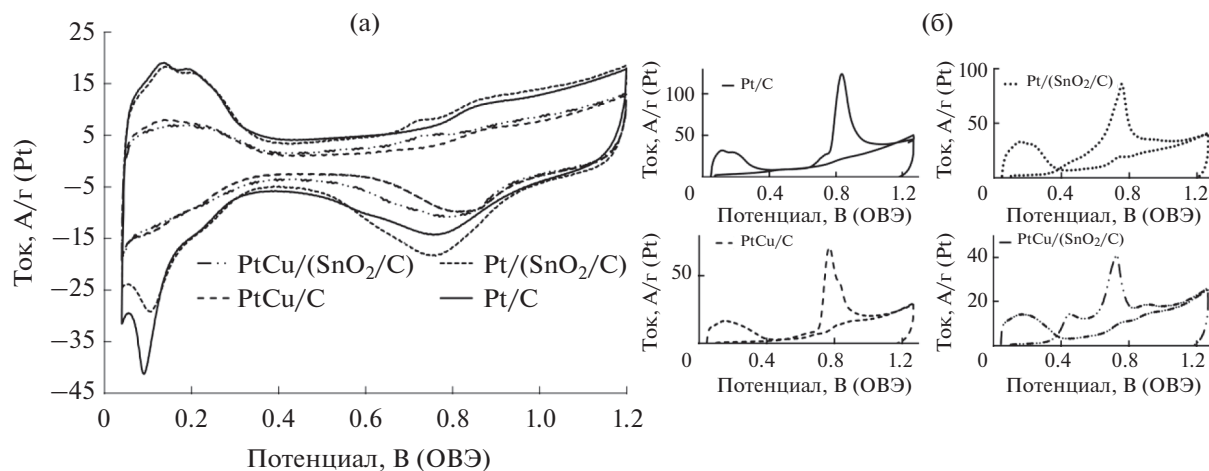 (а)
Ток, А/г (Pt)
25
15
5
−5
−15
−25
−35
−45
PtCu/(SnO₂/C)
Pt/(SnO₂/C)
PtCu/C
Pt/C
0
0.2
0.4
0.6
0.8
1.0
1.2
Потенциал, В (ОВЭ)
(б)
Ток, А/г (Pt)
100
50
Pt/C
0
0.4
0.8
1.2
Потенциал, В (ОВЭ)
Ток, А/г (Pt)
100
50
Pt/(SnO₂/C)
0
0.4
0.8
1.2
Потенциал, В (ОВЭ)
Ток, А/г (Pt)
50
PtCu/C
0
0.4
0.8
1.2
Потенциал, В (ОВЭ)
Ток, А/г (Pt)
40
20
PtCu/(SnO₂/C)
0
0.4
0.8
1.2
Потенциал, В (ОВЭ)